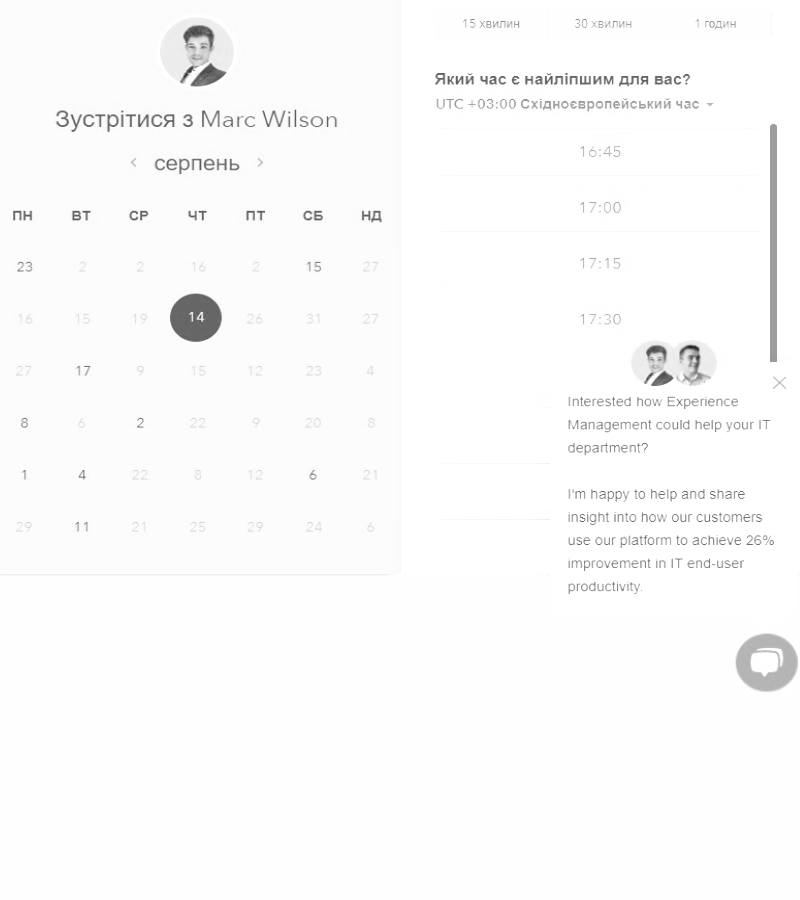 Зустрітися з Marc Wilson
серпень
ПН ВТ СР ЧТ ПТ СБ НД
23 2 2 16 2 15 27
16 15 19 14 26 31 27
27 17 9 15 12 23 4
8 6 2 22 9 20 8
1 4 22 8 12 6 21
29 11 21 25 29 24 6
15 хвилин 30 хвилин 1 годин
Який час є найліпшим для вас?
UTC +03:00 Східноєвропейський час
16:45
17:00
17:15
17:30
Interested how Experience
Management could help your IT
department?
I'm happy to help and share
insight into how our customers
use our platform to achieve 26%
improvement in IT end-user
productivity.